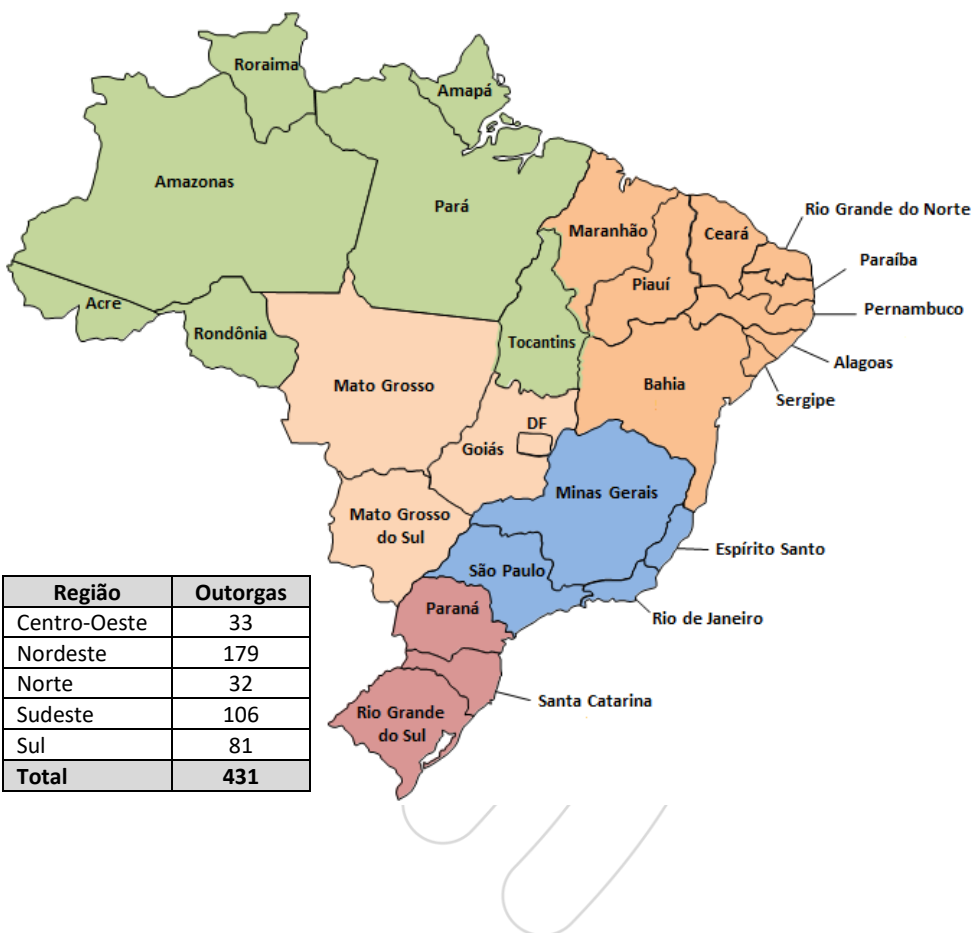 Roraima
Amapá
Amazonas
Pará
Maranhão
Ceará
Rio Grande do Norte
Paraíba
Piauí
Pernambuco
Acre
Rondônia
Tocantins
Alagoas
Mato Grosso
Bahia
Sergipe
DF
Goiás
Minas Gerais
Mato Grosso
do Sul
Espírito Santo
São Paulo
Rio de Janeiro
Paraná
Santa Catarina
Rio Grande
do Sul
Região Outorgas
Centro-Oeste 33
Nordeste 179
Norte 32
Sudeste 106
Sul 81
Total 431